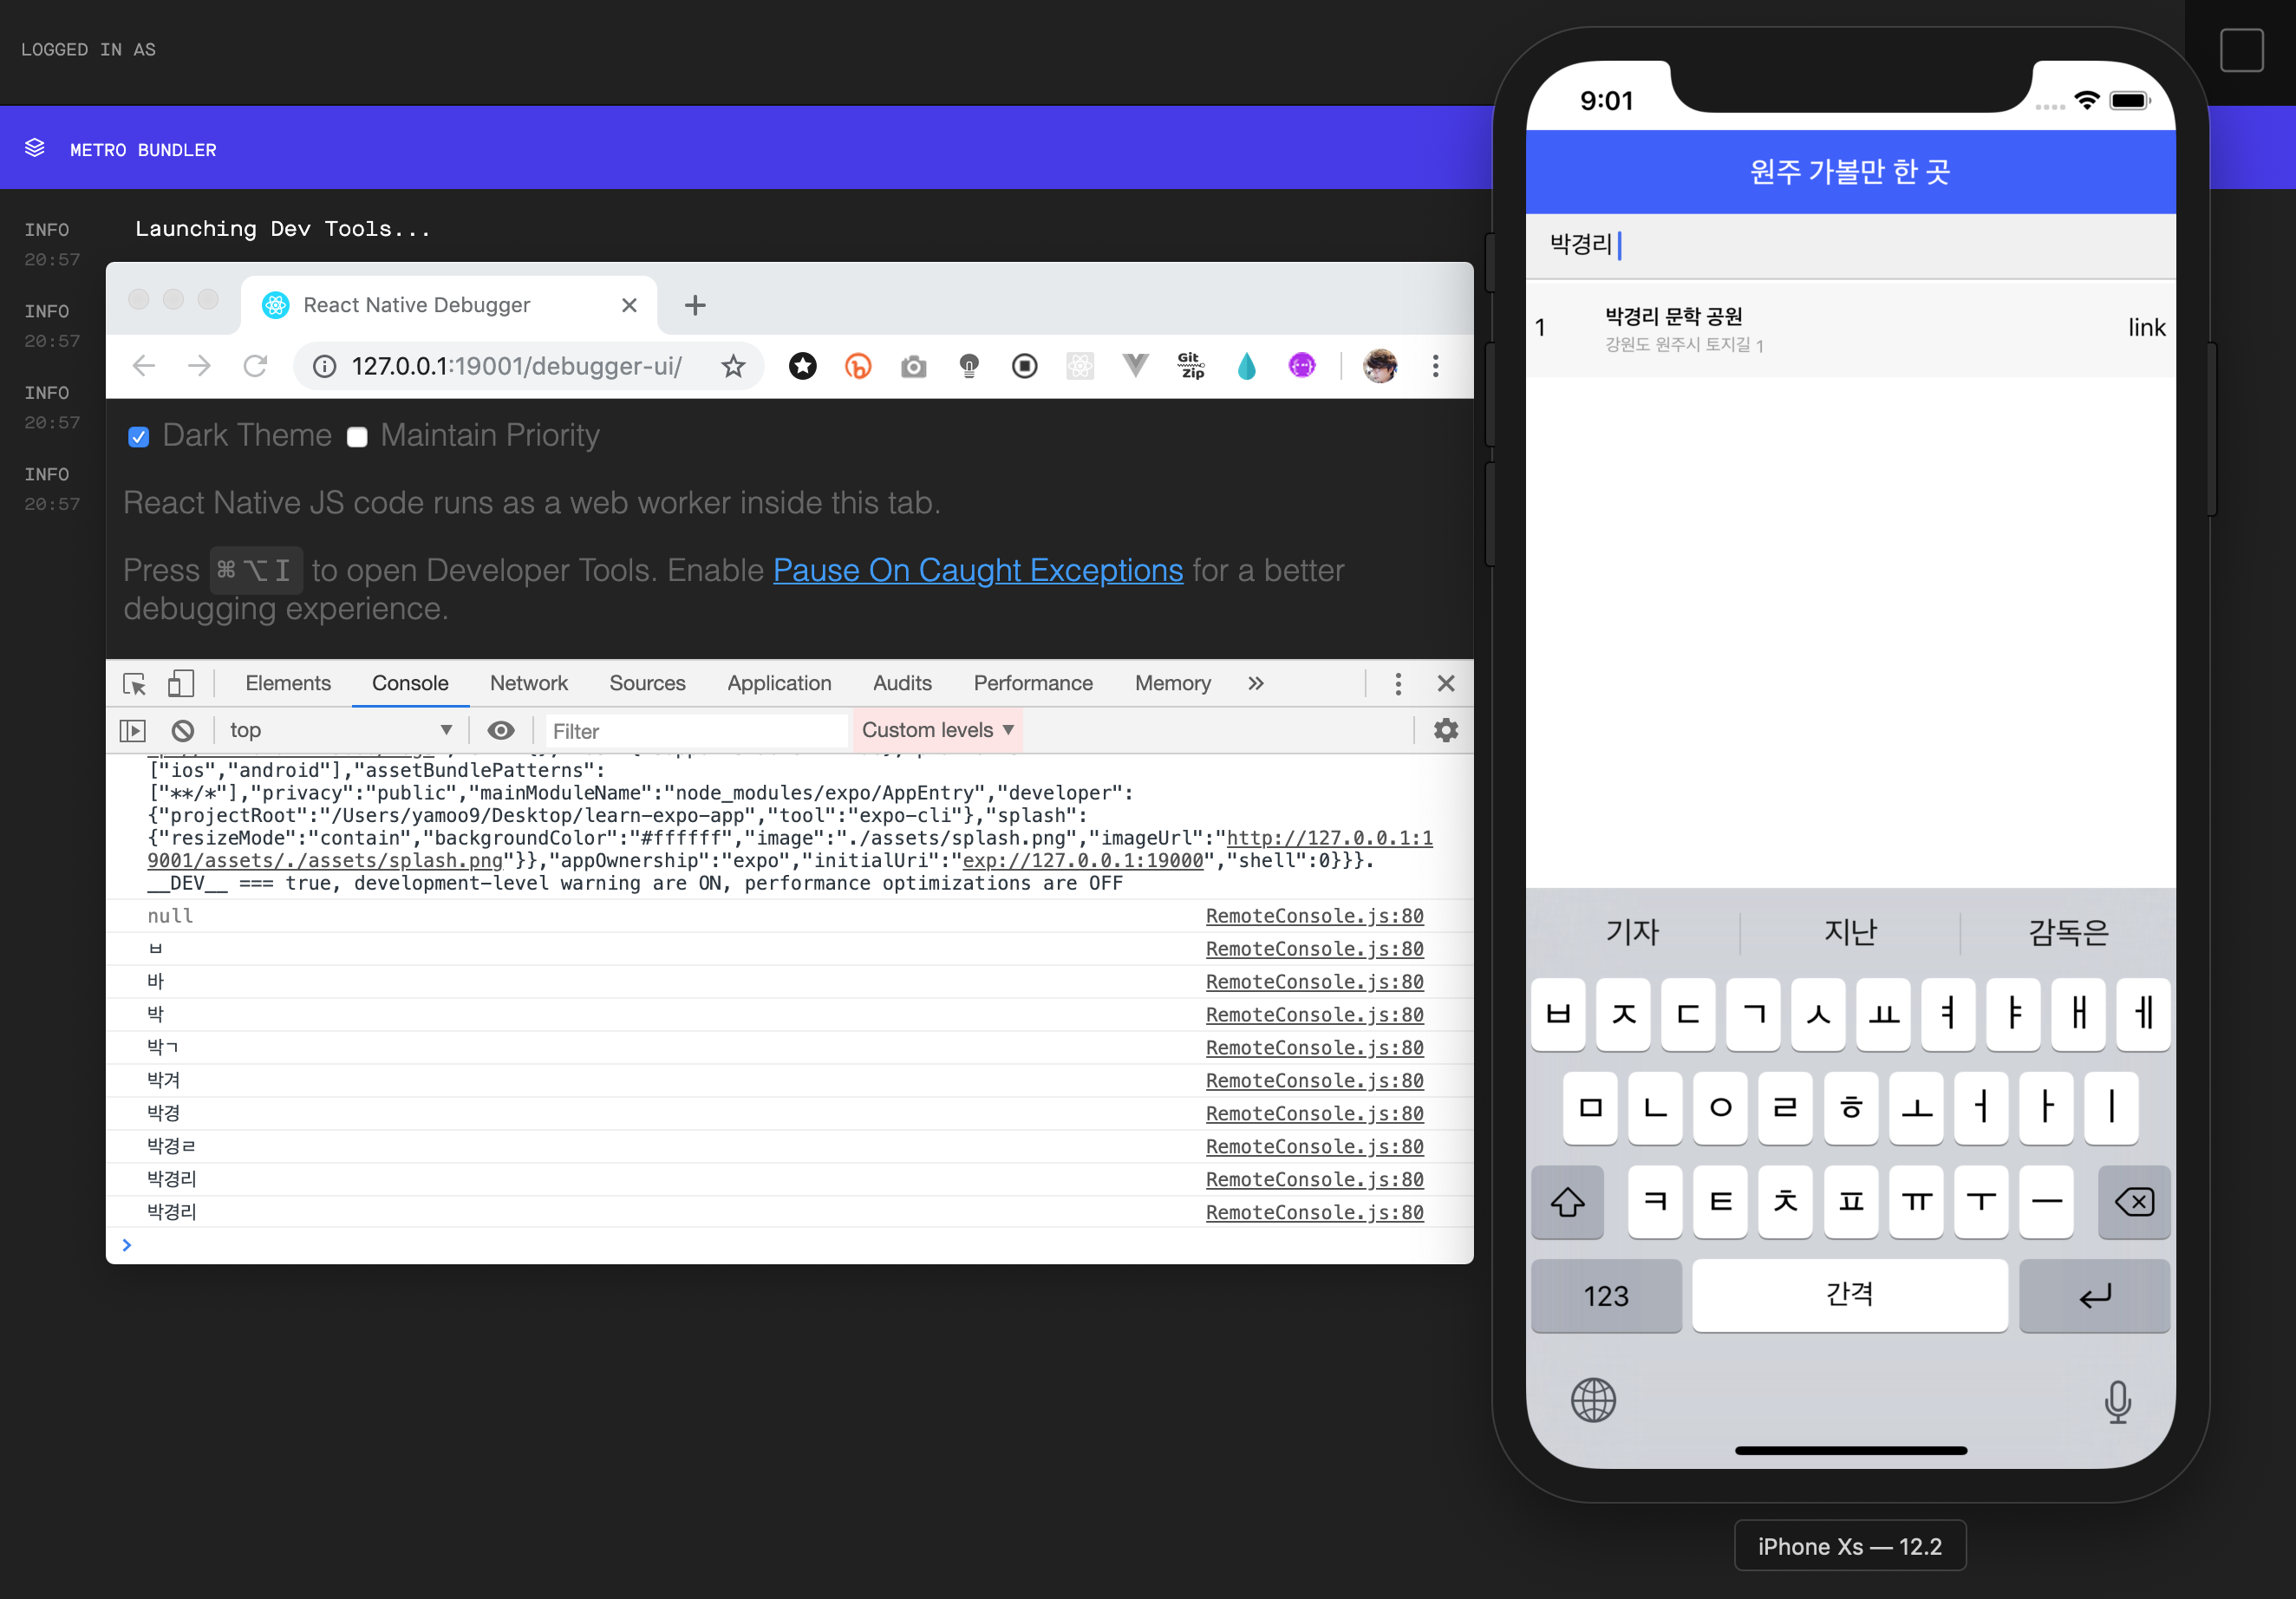 LOGGED IN AS
METRO BUNDLER
INFO
20:57
Launching Dev Tools...
INFO
20:57
INFO
20:57
INFO
20:57
React Native Debugger
127.0.0.1:19001/debugger-ui/
Git
Zip
Dark Theme Maintain Priority
React Native JS code runs as a web worker inside this tab.
Press ⌘⌥I to open Developer Tools. Enable Pause On Caught Exceptions for a better
debugging experience.
Elements Console Network Sources Application Audits Performance Memory »
top Filter Custom levels
["ios","android"],"assetBundlePatterns":
["**/*"],"privacy":"public","mainModuleName":"node_modules/expo/AppEntry","developer":
{"projectRoot":"/Users/yamoo9/Desktop/learn-expo-app","tool":"expo-cli"},"splash":
{"resizeMode":"contain","backgroundColor":"#ffffff","image":"./assets/splash.png","imageUrl":"http://127.0.0.1:1
9001/assets/./assets/splash.png"}},"appOwnership":"expo","initialUri":"exp://127.0.0.1:19000","shell":0}}}.
__DEV__ === true, development-level warning are ON, performance optimizations are OFF
null RemoteConsole.js:80
ㅂ RemoteConsole.js:80
바 RemoteConsole.js:80
박 RemoteConsole.js:80
박ㄱ RemoteConsole.js:80
박겨 RemoteConsole.js:80
박경 RemoteConsole.js:80
박경ㄹ RemoteConsole.js:80
박경리 RemoteConsole.js:80
박경리 RemoteConsole.js:80
9:01
원주 가볼만 한 곳
박경리
1 박경리 문학 공원 link
강원도 원주시 토지길 1
기자 지난 감독은
ㅂ ㅈ ㄷ ㄱ ㅅ ㅛ ㅕ ㅑ ㅐ ㅔ
ㅁ ㄴ ㅇ ㄹ ㅎ ㅗ ㅓ ㅏ ㅣ
ㅋ ㅌ ㅊ ㅍ ㅠ ㅜ ㅡ
123 간격
iPhone Xs — 12.2